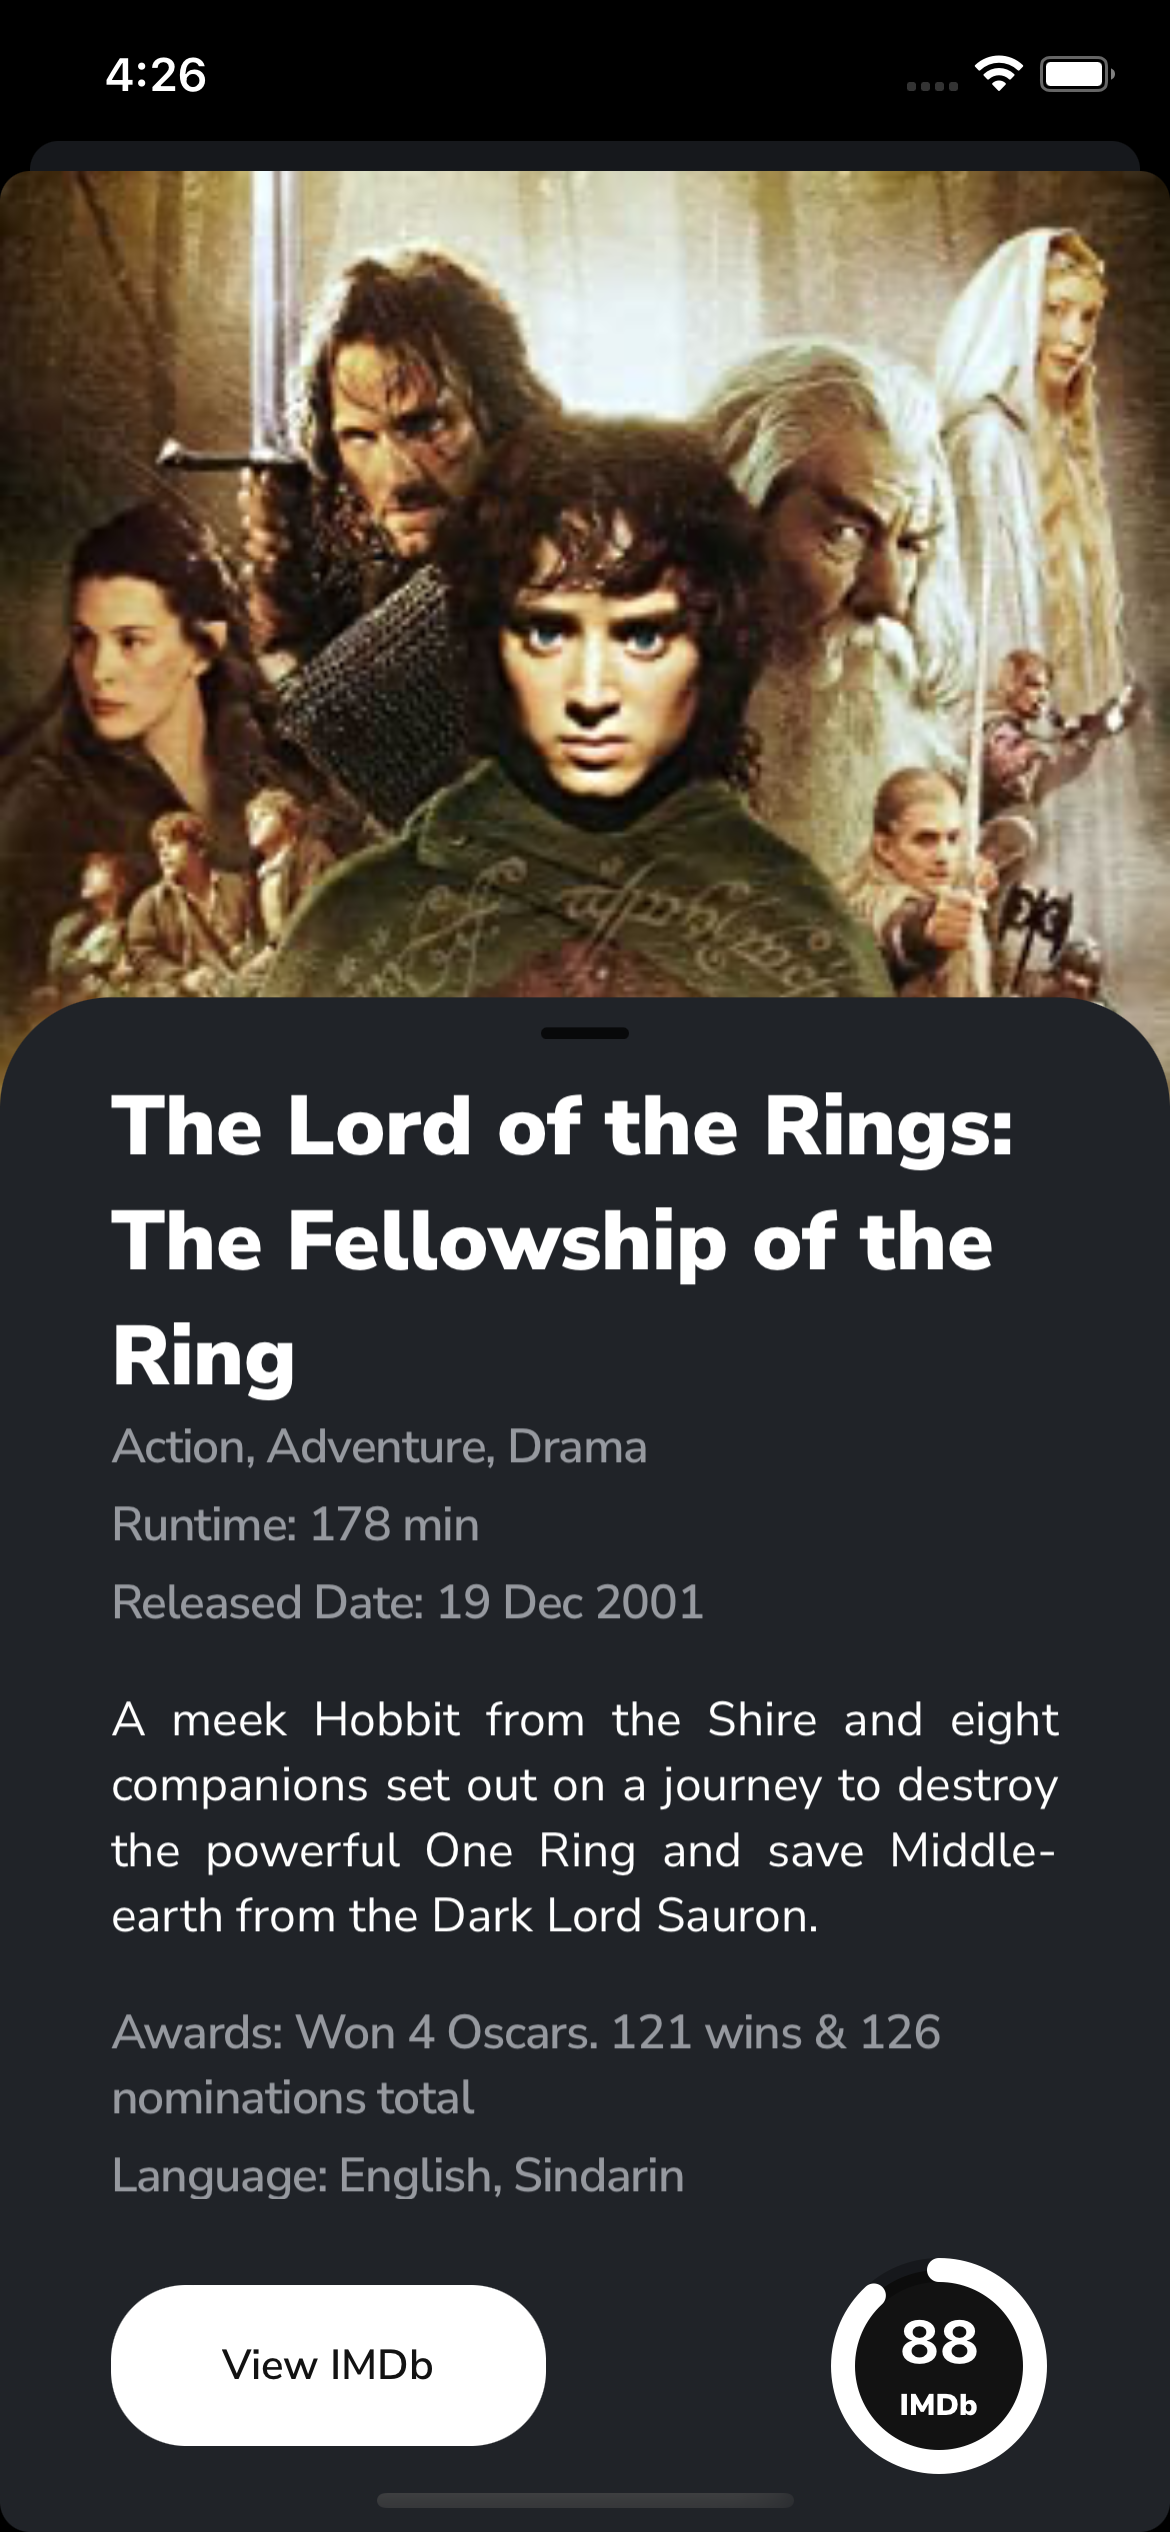 4:26
The Lord of the Rings:
The Fellowship of the
Ring
Action, Adventure, Drama
Runtime: 178 min
Released Date: 19 Dec 2001
A meek Hobbit from the Shire and eight
companions set out on a journey to destroy
the powerful One Ring and save Middle-
earth from the Dark Lord Sauron.
Awards: Won 4 Oscars. 121 wins & 126
nominations total
Language: English, Sindarin
View IMDb
88
IMDb